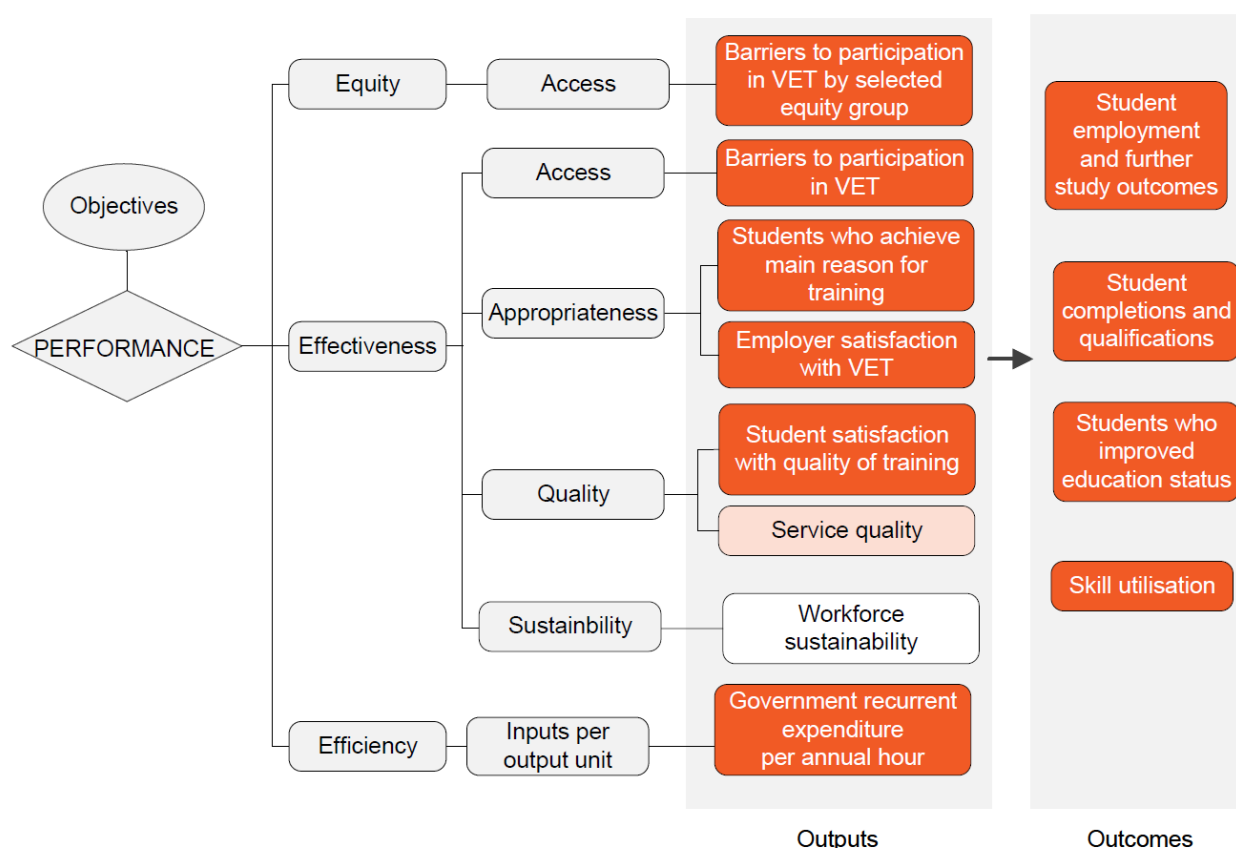 Objectives
PERFORMANCE
Equity
Access
Barriers to participation
in VET by selected
equity group
Effectiveness
Access
Barriers to participation
in VET
Appropriateness
Students who achieve
main reason for
training
Employer satisfaction
with VET
Quality
Student satisfaction
with quality of training
Service quality
Sustainbility
Workforce
sustainability
Efficiency
Inputs per
output unit
Government recurrent
expenditure
per annual hour
Outputs
Student
employment
and further
study outcomes
Student
completions and
qualifications
Students who
improved
education status
Skill utilisation
Outcomes